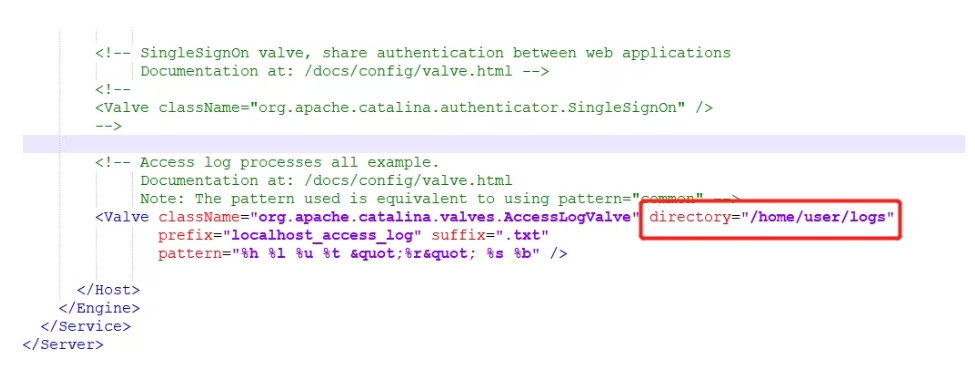 <!-- SingleSignOn valve, share authentication between web applications
Documentation at: /docs/config/valve.html -->
<!--
<Valve className="org.apache.catalina.authenticator.SingleSignOn" />
-->
<!-- Access log processes all example.
Documentation at: /docs/config/valve.html
Note: The pattern used is equivalent to using pattern="common" -->
<Valve className="org.apache.catalina.valves.AccessLogValve" directory="/home/user/logs"
prefix="localhost_access_log" suffix=".txt"
pattern="%h %l %u %t &quot;%r&quot; %s %b" />
</Host>
</Engine>
</Service>
</Server>